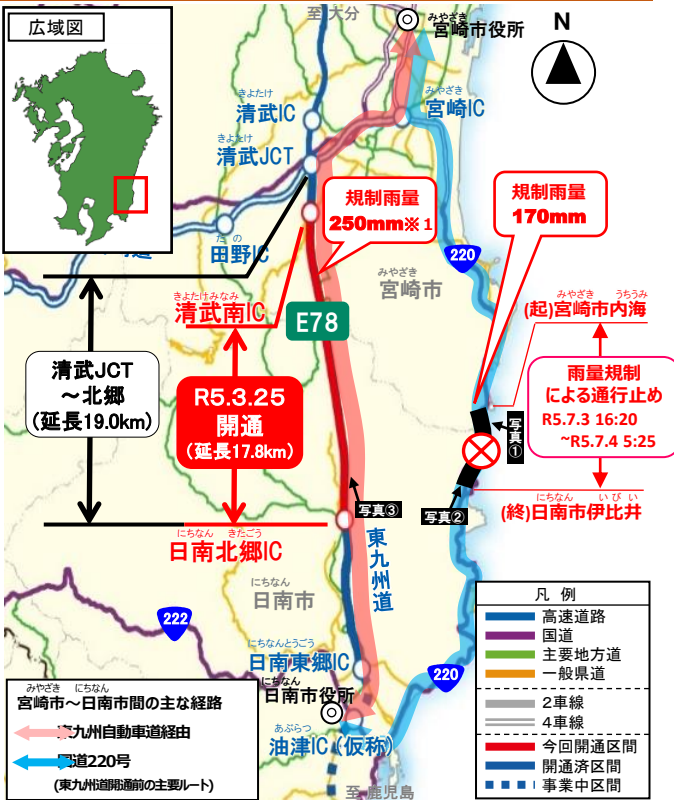 広域図
至 大分
みやざき
宮崎市役所
N
きよたけ
清武IC
みやざき
宮崎IC
きよたけ
清武JCT
規制雨量
250mm※1
規制雨量
170mm
たの
田野IC
220
みやざき
宮崎市
きよたけみなみ
清武南IC
E78
みやざき うちうみ
(起)宮崎市内海
清武JCT
~北郷
(延長19.0km)
R5.3.25
開通
(延長17.8km)
雨量規制
による通行止め
R5.7.3 16:20
~R5.7.4 5:25
写真①
写真③
写真②
にちなん いびい
(終)日南市伊比井
にちなん きたごう
日南北郷IC
東九州道
にちなん
日南市
222
にちなんとうごう
日南東郷IC
220
にちなん
日南市役所
あぶらつ
油津IC(仮称)
至 鹿児島
みやざき にちなん
宮崎市~日南市間の主な経路
東九州自動車道経由
国道220号
(東九州道開通前の主要ルート)
凡 例
高速道路
国道
主要地方道
一般県道
2車線
4車線
今回開通区間
開通済区間
事業中区間